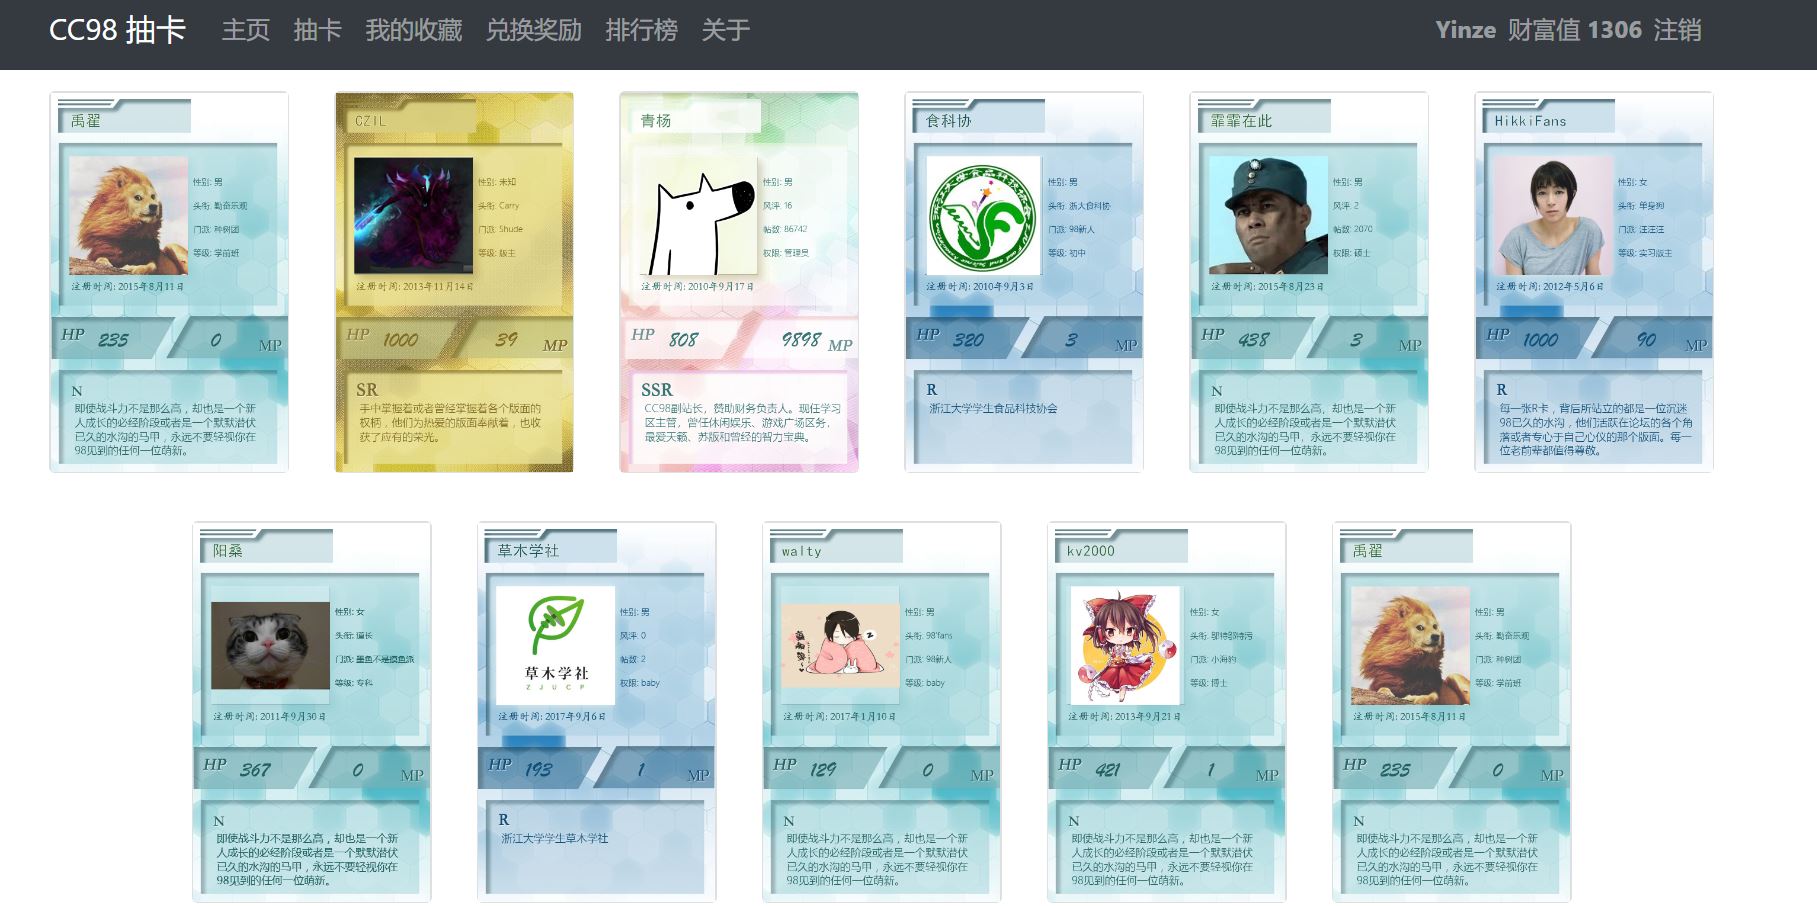 CC98 抽卡 主页 抽卡 我的收藏 兑换奖励 排行榜 关于 Yinze 财富值 1306 注销
禹翟
性别: 男
头衔: 勤奋乐观
门派: 种树团
等级: 学前班
注册时间: 2015年8月11日
HP 235 0 MP
N
即使战斗力不是那么高，却也是一个新
人成长的必经阶段或者是一个默默潜伏
已久的水沟的马甲，永远不要轻视你在
98见到的任何一位萌新。
CZIL
性别: 未知
头衔: Carry
门派: Shude
等级: 版主
注册时间: 2013年11月14日
HP 1000 39 MP
SR
手中掌握着或者曾经掌握着各个版面的
权柄，他们为热爱的版面奉献着，也收
获了应有的荣光。
青杨
性别: 男
风评: 16
帖数: 86742
权限: 管理员
注册时间: 2010年9月17日
HP 808 9898 MP
SSR
CC98副站长，赞助财务负责人。现任学习
区主管，曾任休闲娱乐、游戏广场区务，
最爱天籁、苏版和曾经的智力宝典。
食科协
性别: 男
头衔: 浙大食科协
门派: 98新人
等级: 初中
注册时间: 2010年9月3日
HP 320 3 MP
R
浙江大学学生食品科技协会
霏霏在此
性别: 男
风评: 2
帖数: 2070
权限: 硕士
注册时间: 2015年8月23日
HP 438 3 MP
N
即使战斗力不是那么高，却也是一个新
人成长的必经阶段或者是一个默默潜伏
已久的水沟的马甲，永远不要轻视你在
98见到的任何一位萌新。
HikkiFans
性别: 女
头衔: 单身狗
门派: 汪汪汪
等级: 实习版主
注册时间: 2012年5月6日
HP 1000 90 MP
R
每一张R卡，背后所站立的都是一位沉迷
98已久的水沟，他们活跃在论坛的各个角
落或者专心于自己心仪的那个版面。每一
位老前辈都值得尊敬。
阳桑
性别: 女
头衔: 道长
门派: 墨鱼不是摸鱼派
等级: 专科
注册时间: 2011年9月30日
HP 367 0 MP
N
即使战斗力不是那么高，却也是一个新
人成长的必经阶段或者是一个默默潜伏
已久的水沟的马甲，永远不要轻视你在
98见到的任何一位萌新。
草木学社
草木学社
ZJUCP
性别: 男
风评: 0
帖数: 2
权限: baby
注册时间: 2017年9月6日
HP 193 1 MP
R
浙江大学学生草木学社
walty
性别: 男
头衔: 98'fans
门派: 98新人
等级: baby
注册时间: 2017年1月10日
HP 129 0 MP
N
即使战斗力不是那么高，却也是一个新
人成长的必经阶段或者是一个默默潜伏
已久的水沟的马甲，永远不要轻视你在
98见到的任何一位萌新。
kv2000
性别: 女
门派: 小海豹
等级: 博士
注册时间: 2013年9月21日
HP 421 1 MP
N
即使战斗力不是那么高，却也是一个新
人成长的必经阶段或者是一个默默潜伏
已久的水沟的马甲，永远不要轻视你在
98见到的任何一位萌新。
禹翟
性别: 男
头衔: 勤奋乐观
门派: 种树团
等级: 学前班
注册时间: 2015年8月11日
HP 235 0 MP
N
即使战斗力不是那么高，却也是一个新
人成长的必经阶段或者是一个默默潜伏
已久的水沟的马甲，永远不要轻视你在
98见到的任何一位萌新。